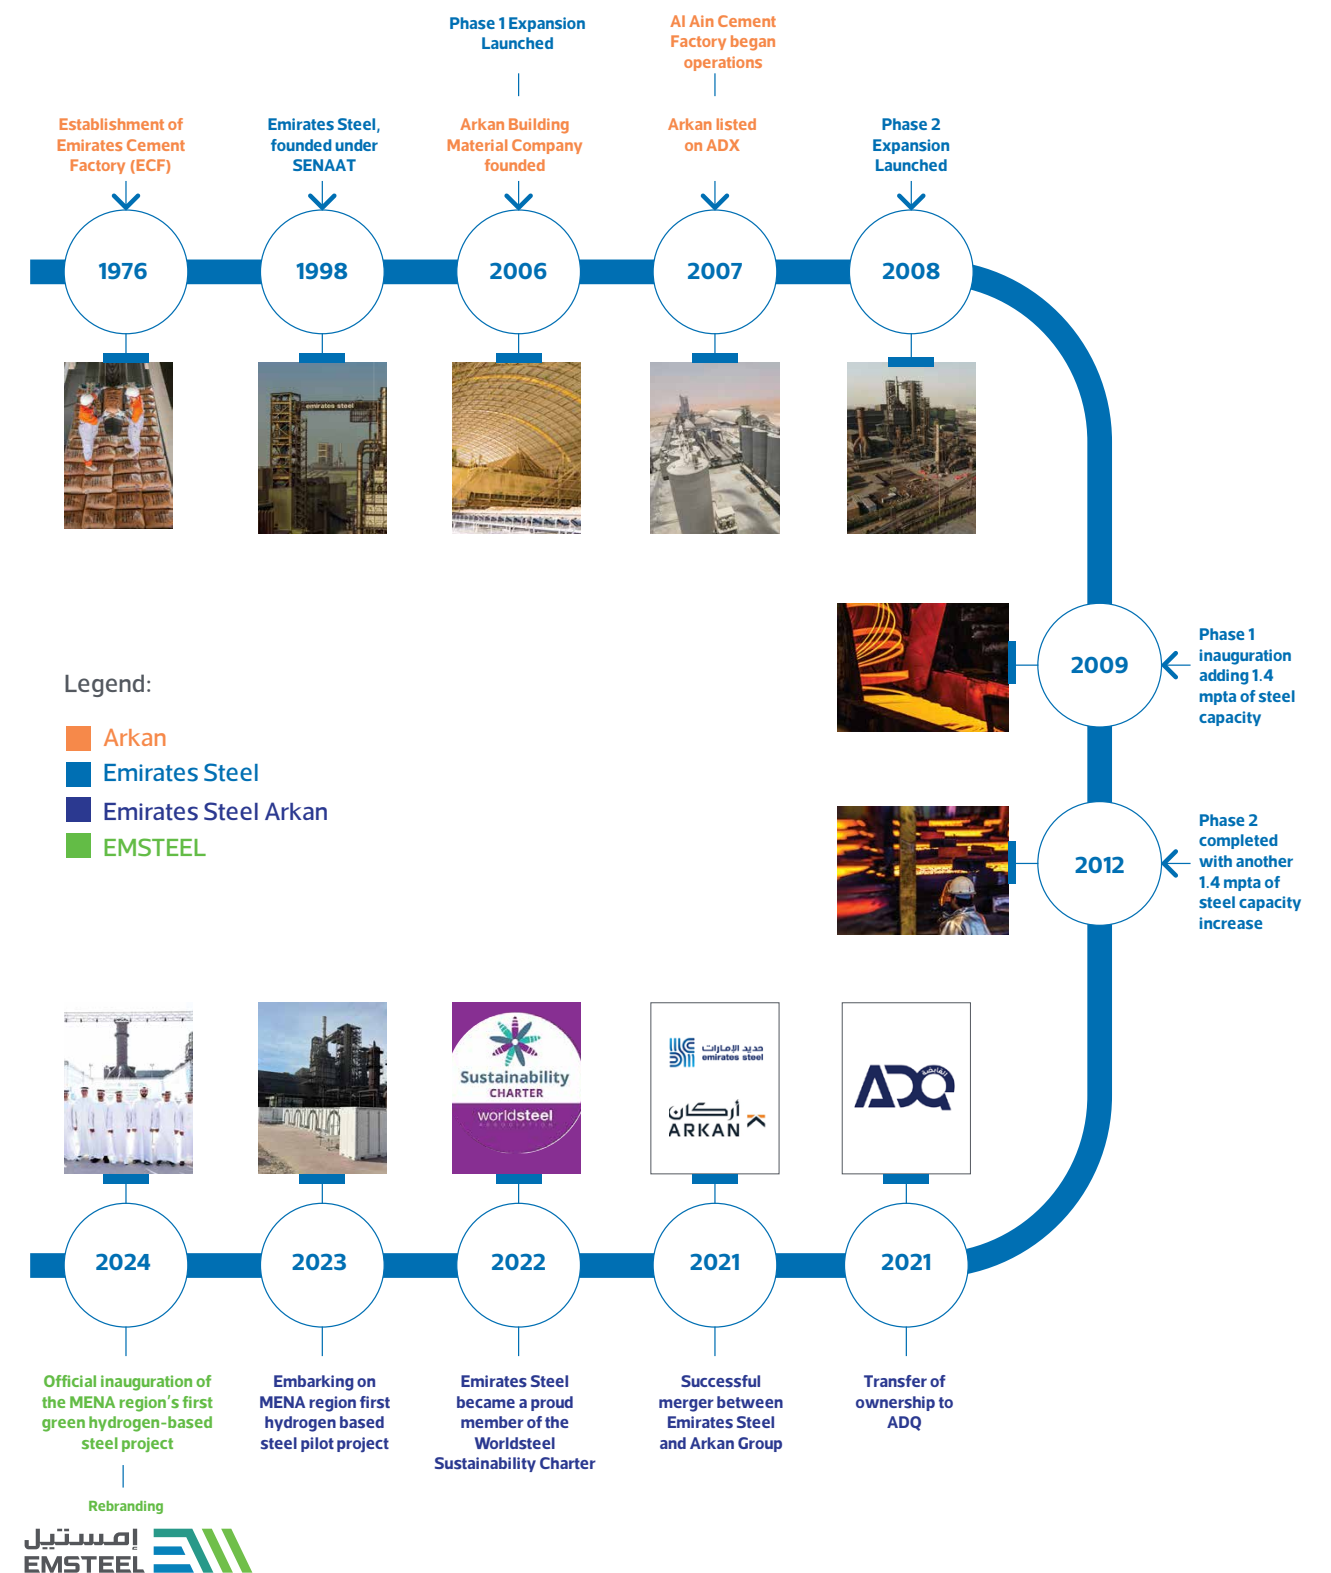 Phase 1 Expansion
Launched
Al Ain Cement
Factory began
operations
Establishment of
Emirates Cement
Factory (ECF)
Emirates Steel,
founded under
SENAAT
Arkan Building
Material Company
founded
Arkan listed
on ADX
Phase 2
Expansion
Launched
1976
1998
2006
2007
2008
emirates steel
2009
Phase 1
inauguration
adding 1.4
mpta of steel
capacity
Legend:
Arkan
Emirates Steel
Emirates Steel Arkan
EMSTEEL
2012
Phase 2
completed
with another
1.4 mpta of
steel capacity
increase
Sustainability
CHARTER
worldsteel
ASSOCIATION
حديد الإمارات
emirates steel
أركان
ARKAN
القابضة
ADQ
2024
2023
2022
2021
2021
Official inauguration of
the MENA region's first
green hydrogen-based
steel project
Embarking on
MENA region first
hydrogen based
steel pilot project
Emirates Steel
became a proud
member of the
Worldsteel
Sustainability Charter
Successful
merger between
Emirates Steel
and Arkan Group
Transfer of
ownership to
ADQ
Rebranding
إمستيل
EMSTEEL